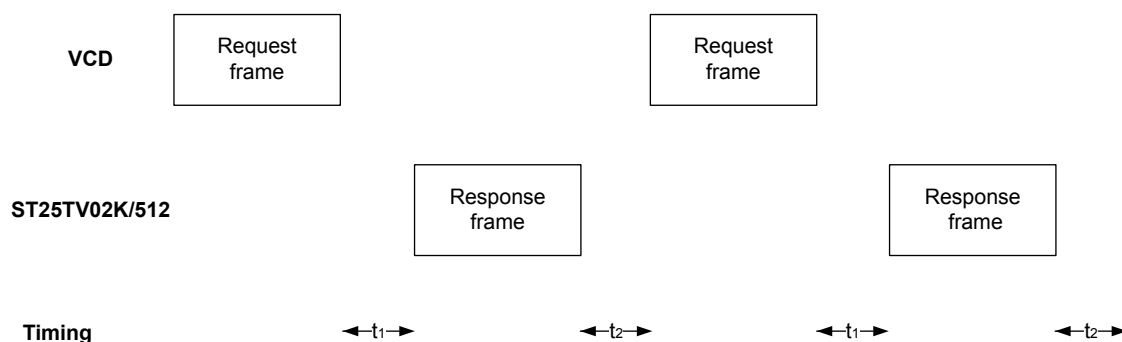 VCD
Request
frame
Request
frame
ST25TV02K/512
Response
frame
Response
frame
Timing
t1
t2
t1
t2